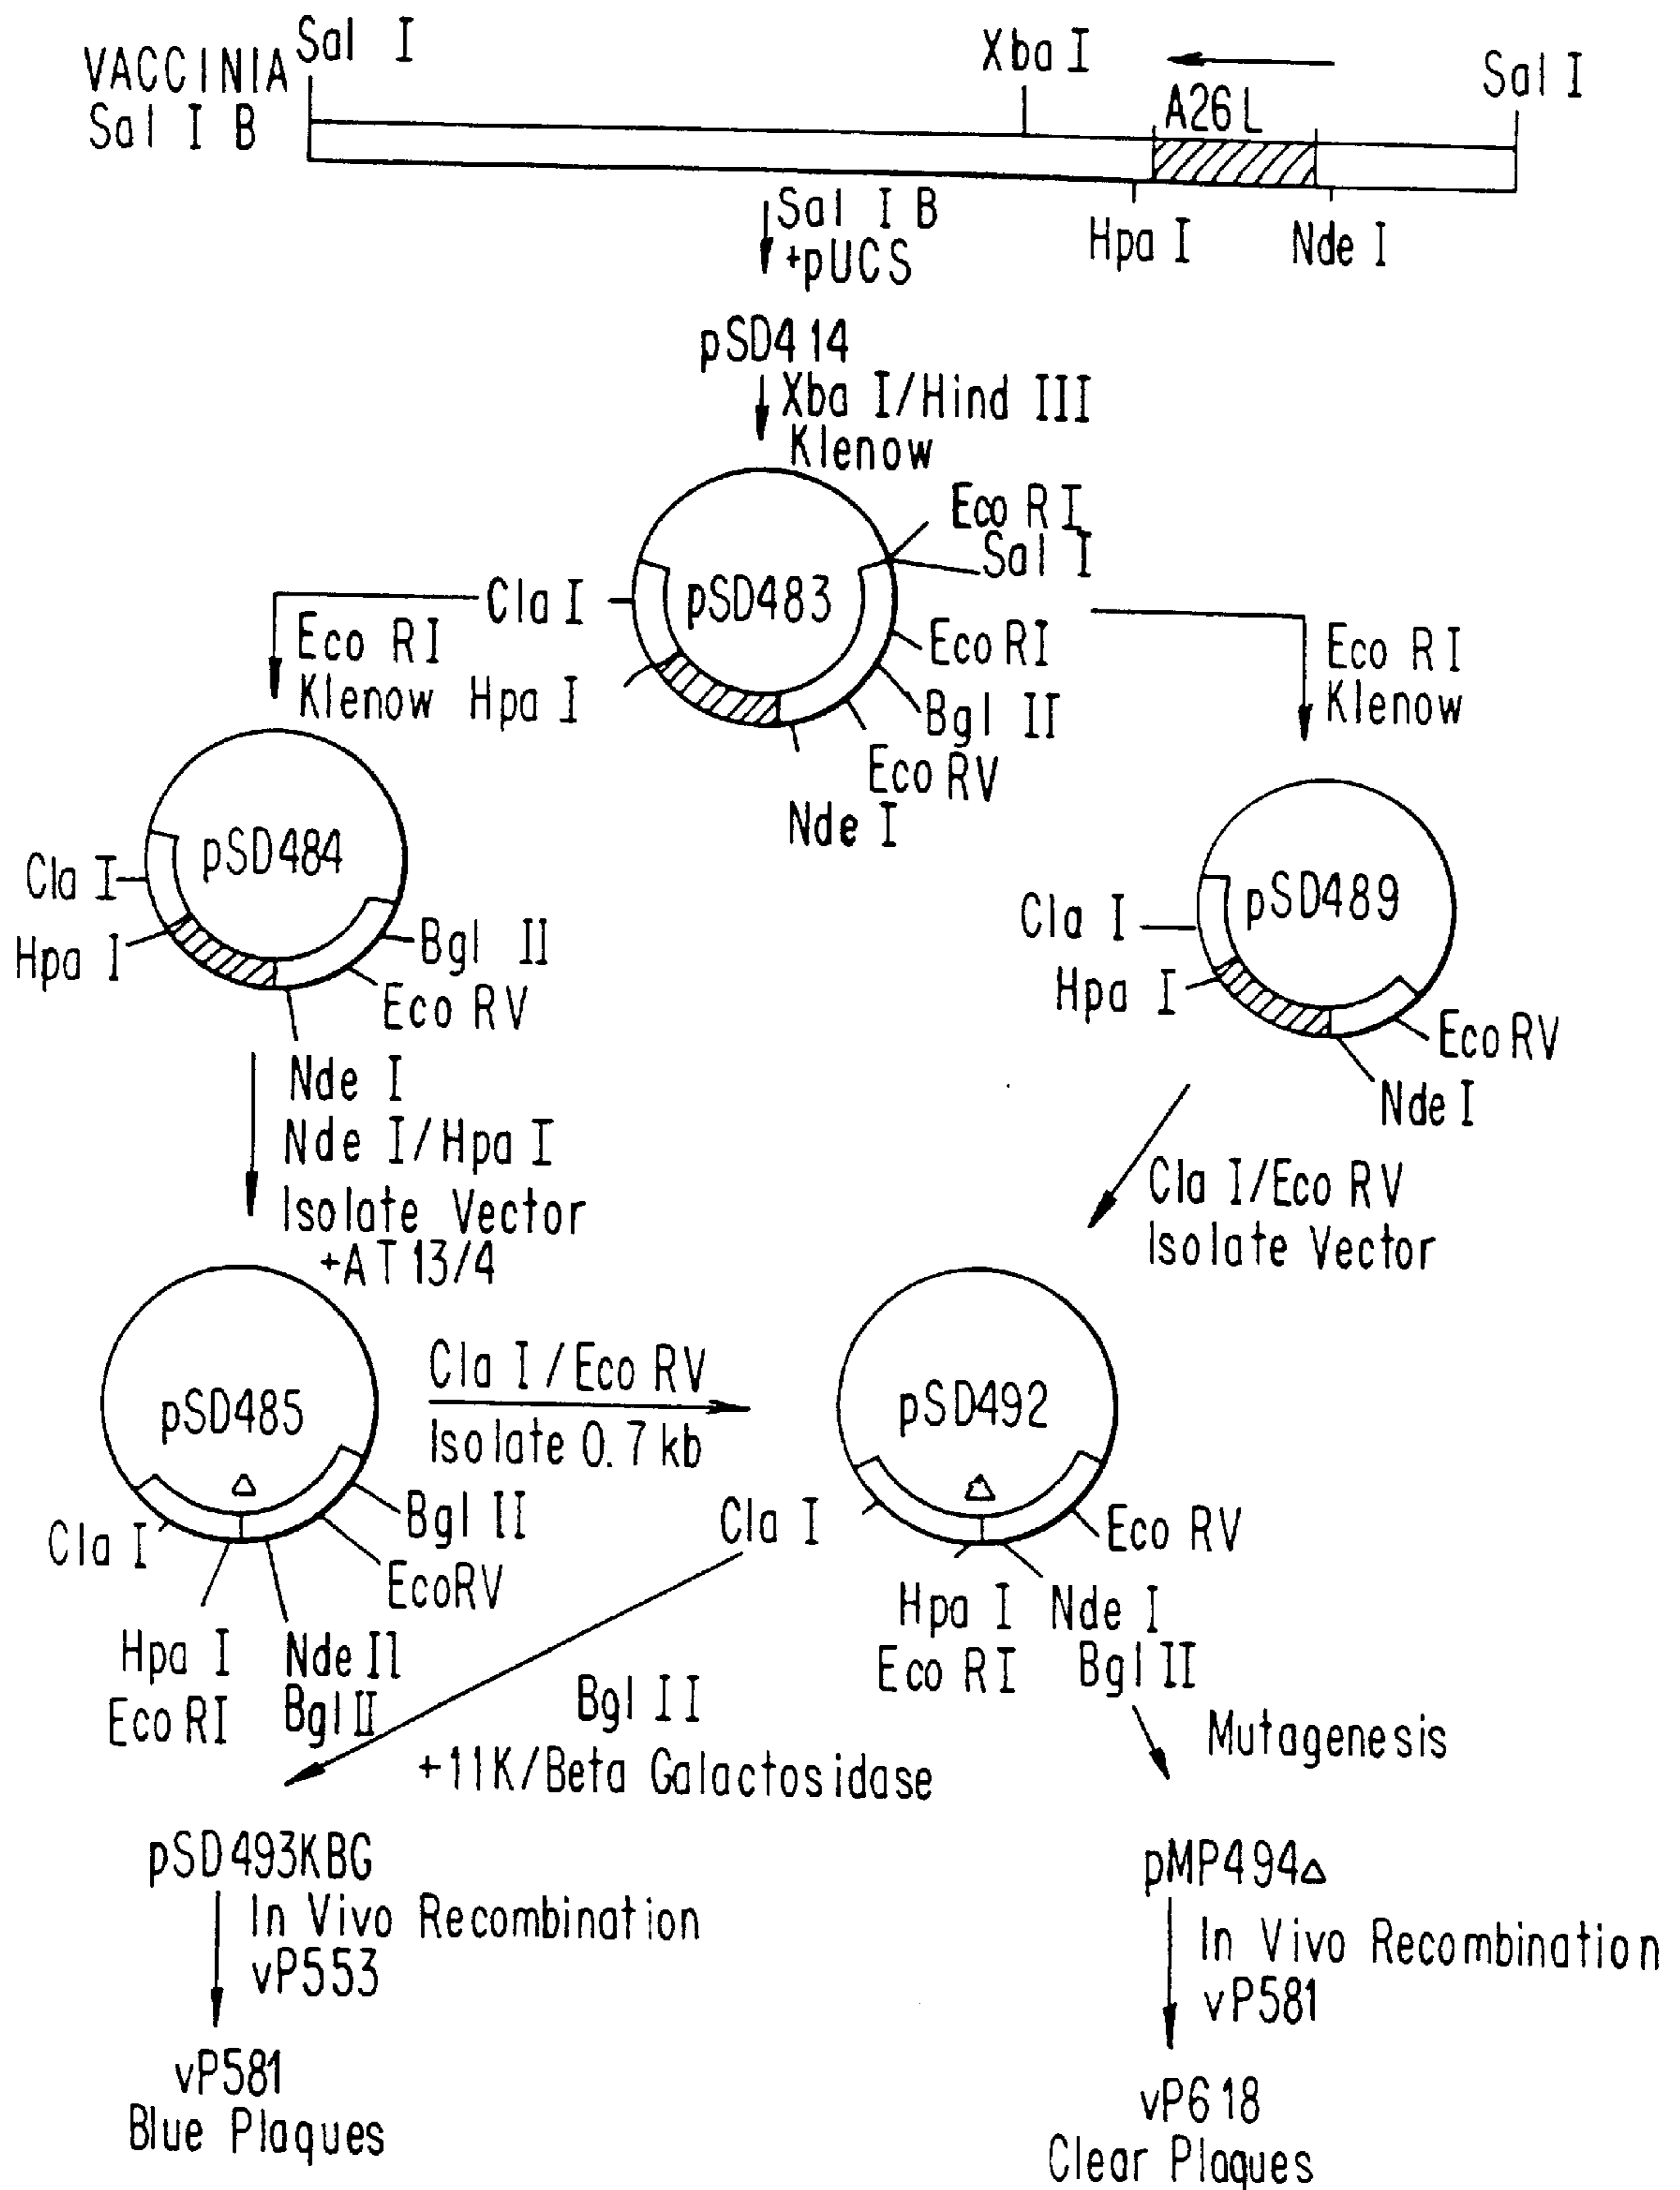 VACCINIA
Sal I B
Sal I
Xba I
Sal I
A26L
Hpa I
Nde I
Sal I B
+pUCS
pSD414
Xba I/Hind III
Klenow
pSD483
Eco RI
Sal I
Cla I
Eco RI
Bgl II
Eco RV
Nde I
Hpa I
Eco RI
Klenow
Eco RI
Klenow
pSD484
Cla I
Hpa I
Bgl II
Eco RV
Nde I
pSD489
Cla I
Hpa I
Eco RV
Nde I
Nde I/Hpa I
Isolate Vector
+AT13/4
Cla I/Eco RV
Isolate Vector
pSD485
Δ
Cla I
Bgl II
EcoRV
Hpa I
Eco RI
Nde II
Bgl II
Cla I/Eco RV
Isolate 0.7kb
pSD492
Δ
Cla I
Eco RV
Hpa I
Eco RI
Nde I
Bgl II
Bgl II
+11K/Beta Galactosidase
Mutagenesis
pSD493KBG
In Vivo Recombination
vP553
vP581
Blue Plaques
pMP494Δ
In Vivo Recombination
vP581
vP618
Clear Plaques